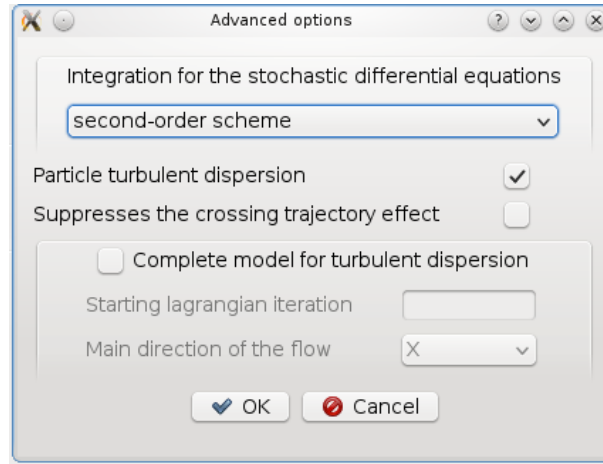 Advanced options
Integration for the stochastic differential equations
second-order scheme
Particle turbulent dispersion
Suppresses the crossing trajectory effect
Complete model for turbulent dispersion
Starting lagrangian iteration
Main direction of the flow X
OK Cancel